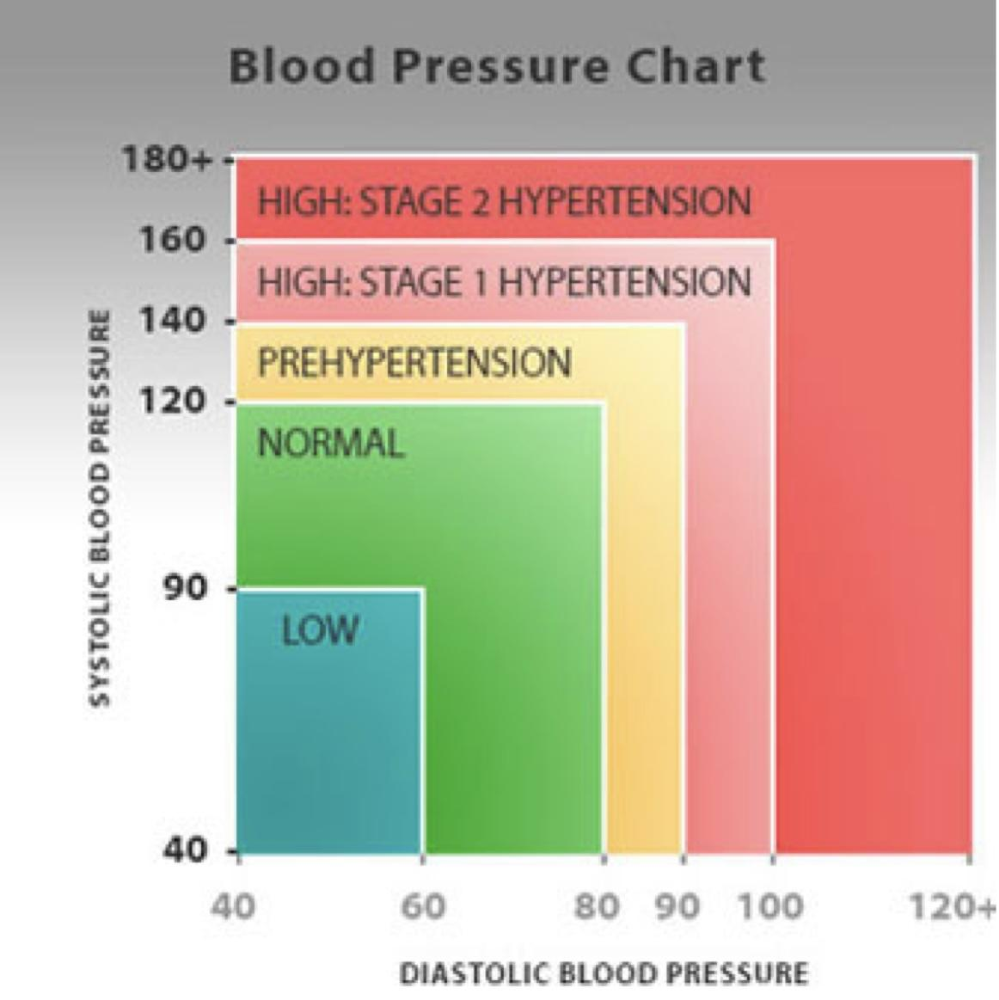 Blood Pressure Chart
180+
HIGH: STAGE 2 HYPERTENSION
160
HIGH: STAGE 1 HYPERTENSION
140
PREHYPERTENSION
120
NORMAL
90
LOW
40
SYSTOLIC BLOOD PRESSURE
40 60 80 90 100 120+
DIASTOLIC BLOOD PRESSURE